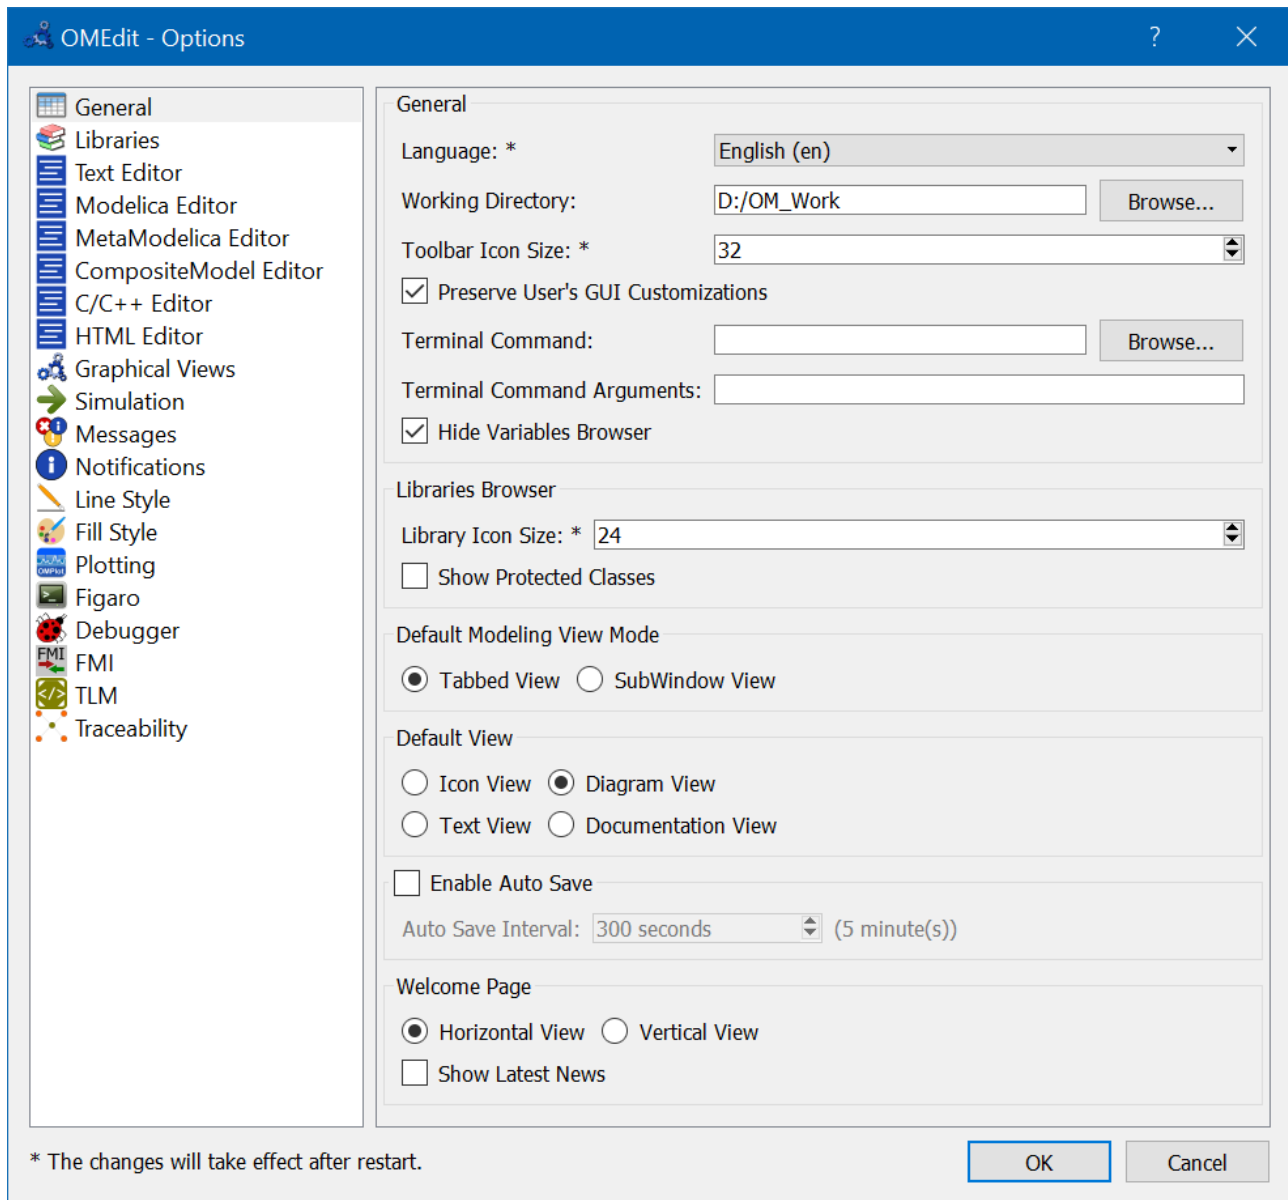 OMEdit - Options
General
Libraries
Text Editor
Modelica Editor
MetaModelica Editor
CompositeModel Editor
C/C++ Editor
HTML Editor
Graphical Views
Simulation
Messages
Notifications
Line Style
Fill Style
OMPlot
Plotting
Figaro
Debugger
FMI
FMI
TLM
Traceability
General
Language: * English (en)
Working Directory: D:/OM_Work Browse...
Toolbar Icon Size: * 32
Preserve User's GUI Customizations
Terminal Command: Browse...
Terminal Command Arguments:
Hide Variables Browser
Libraries Browser
Library Icon Size: * 24
Show Protected Classes
Default Modeling View Mode
Tabbed View SubWindow View
Default View
Icon View Diagram View
Text View Documentation View
Enable Auto Save
Auto Save Interval: 300 seconds (5 minute(s))
Welcome Page
Horizontal View Vertical View
Show Latest News
* The changes will take effect after restart. OK Cancel